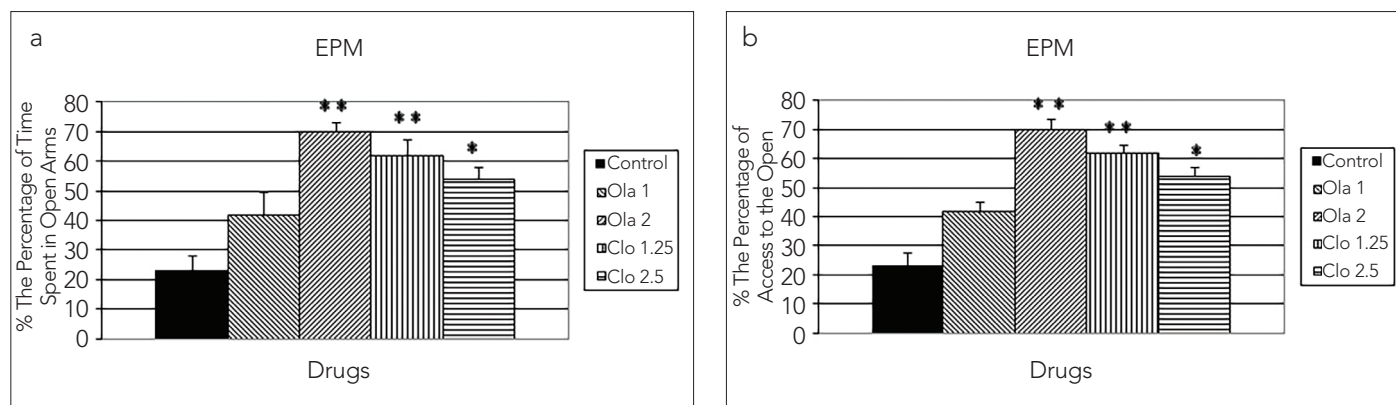 a
EPM
% The Percentage of Time
Spent in Open Arms
80
70
60
50
40
30
20
10
0
**
**
*
Drugs
Control
Ola 1
Ola 2
Clo 1.25
Clo 2.5
b
EPM
% The Percentage of
Access to the Open
80
70
60
50
40
30
20
10
0
**
**
*
Drugs
Control
Ola 1
Ola 2
Clo 1.25
Clo 2.5